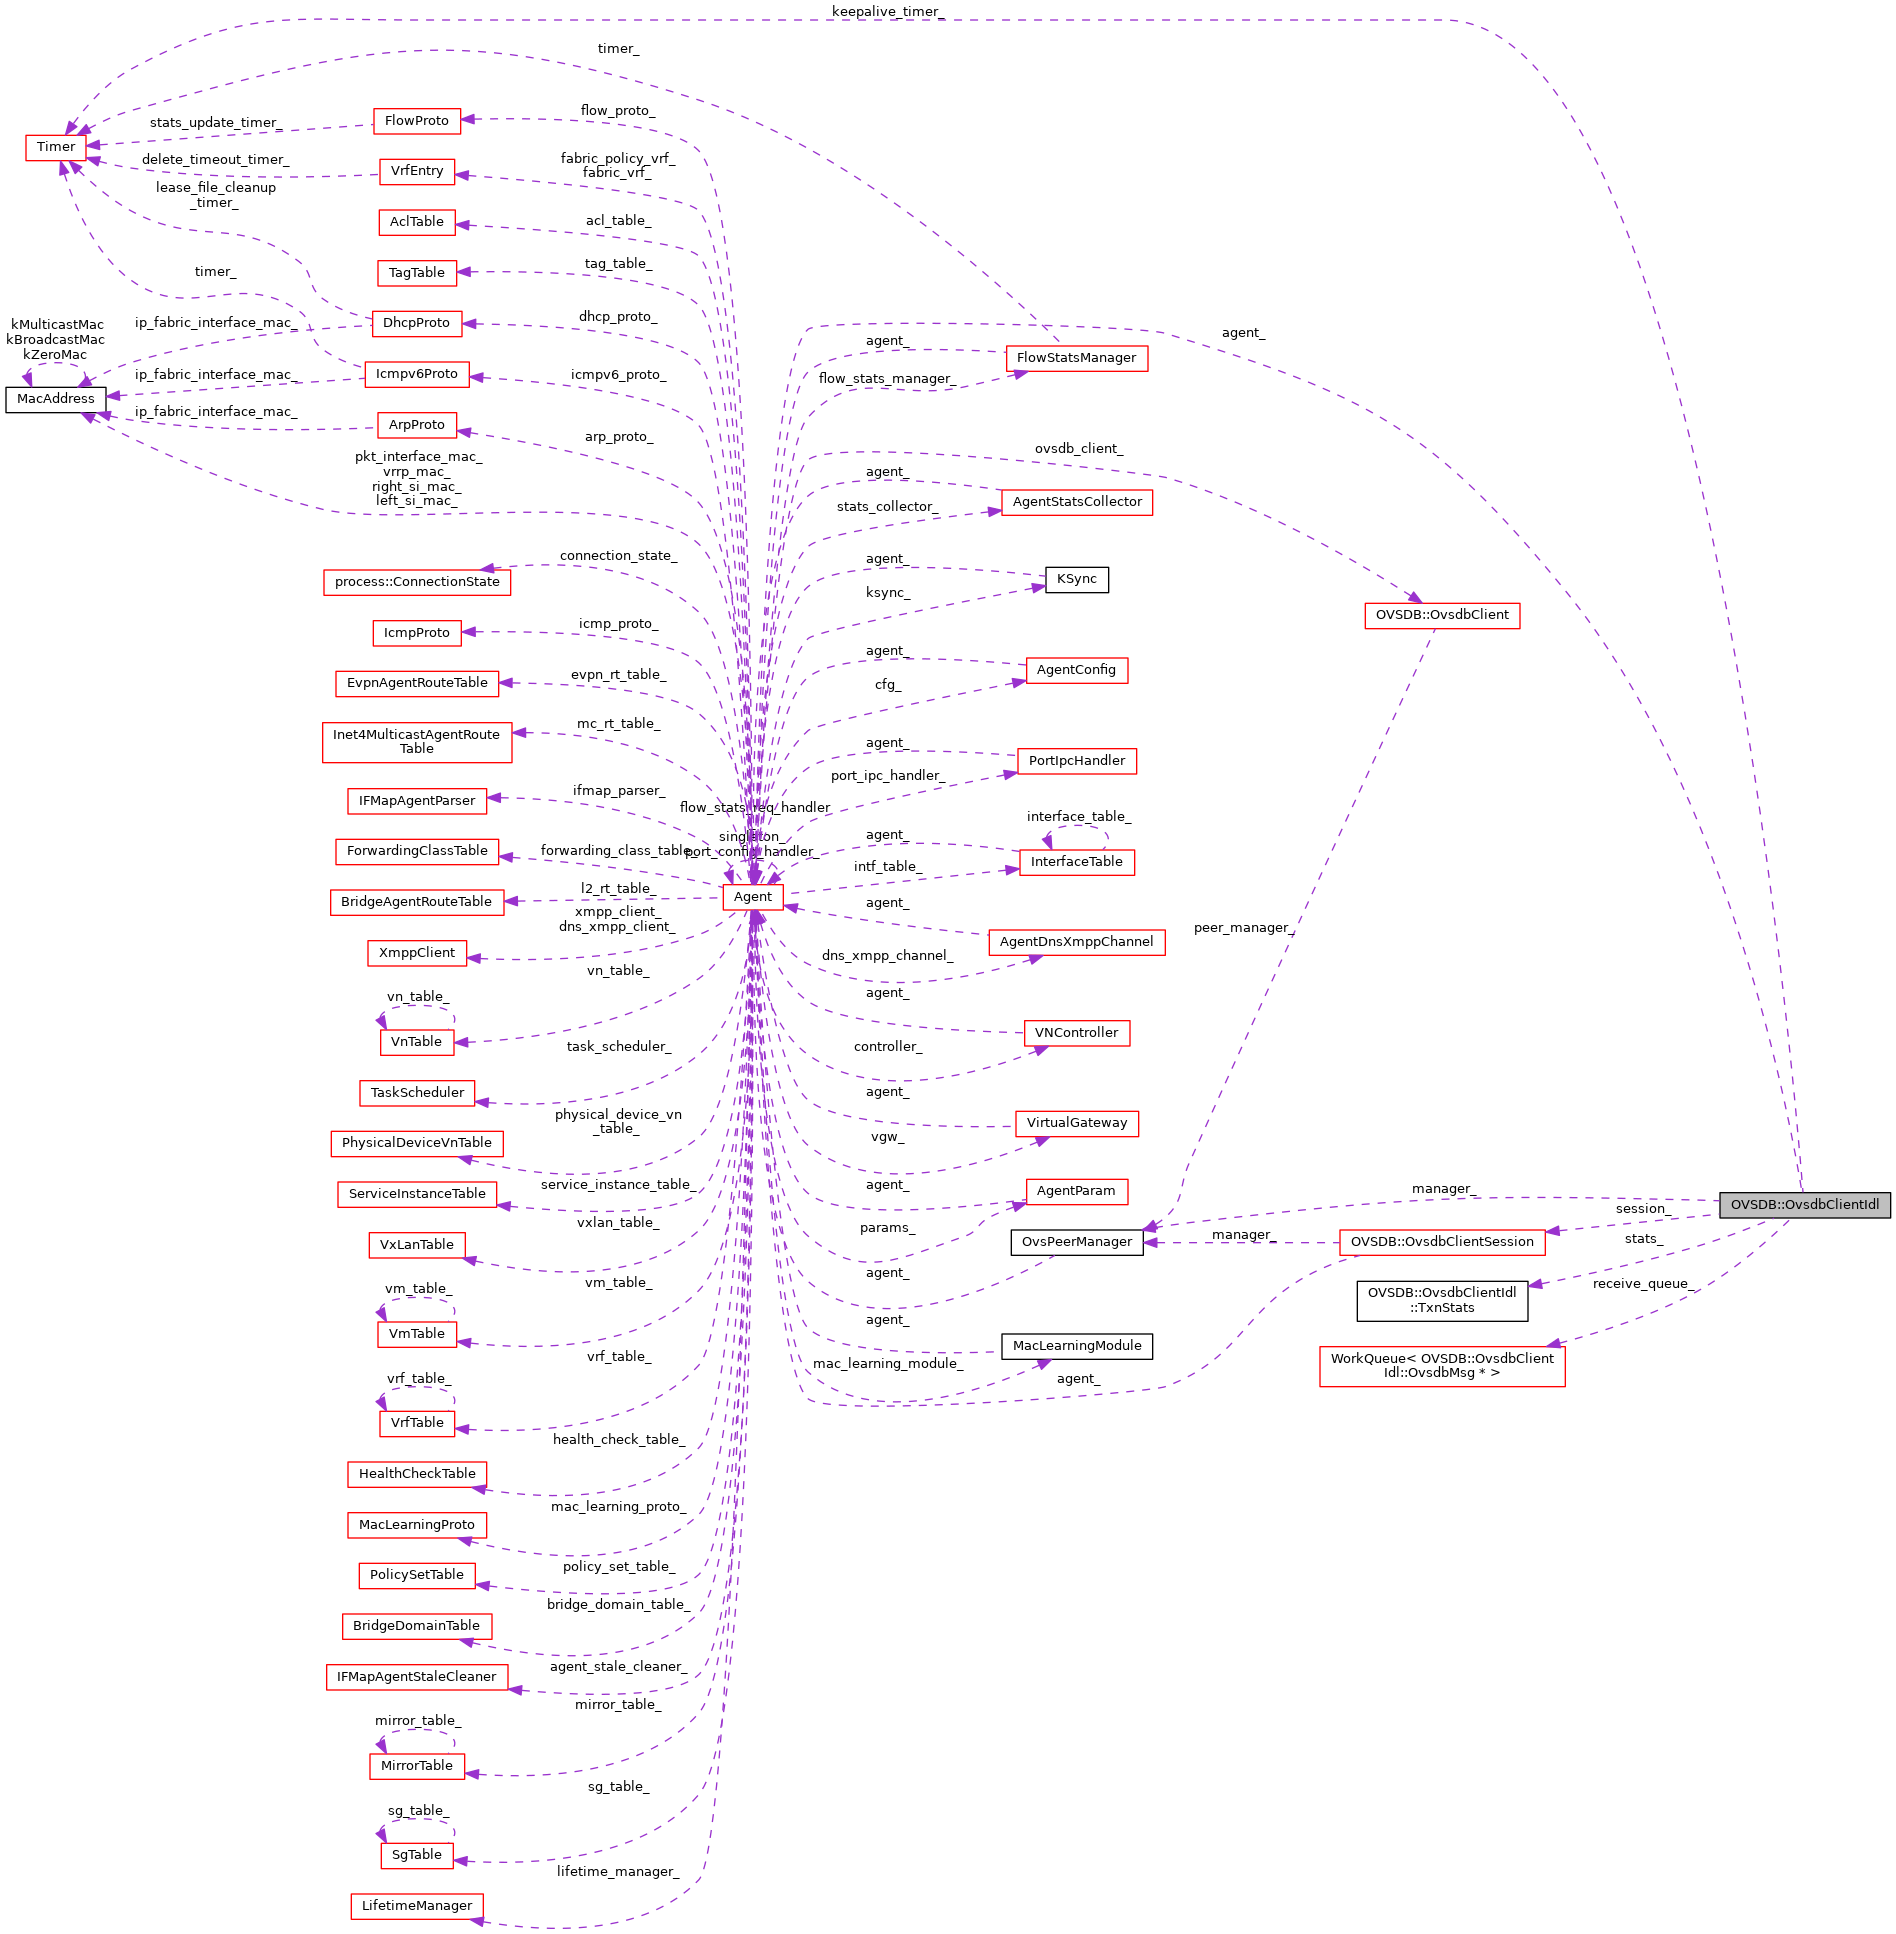 keepalive_timer_
timer_
flow_proto_
FlowProto
stats_update_timer_
Timer
delete_timeout_timer_
fabric_policy_vrf_
fabric_vrf_
VrfEntry
lease_file_cleanup
_timer_
acl_table_
AclTable
tag_table_
TagTable
timer_
dhcp_proto_
DhcpProto
ip_fabric_interface_mac_
kMulticastMac
kBroadcastMac
kZeroMac
agent_
agent_
FlowStatsManager
flow_stats_manager_
icmpv6_proto_
Icmpv6Proto
ip_fabric_interface_mac_
MacAddress
ip_fabric_interface_mac_
ArpProto
arp_proto_
ovsdb_client_
pkt_interface_mac_
vrrp_mac_
right_si_mac_
left_si_mac_
agent_
AgentStatsCollector
stats_collector_
connection_state_
process::ConnectionState
agent_
KSync
ksync_
OVSDB::OvsdbClient
icmp_proto_
IcmpProto
agent_
AgentConfig
cfg_
evpn_rt_table_
EvpnAgentRouteTable
mc_rt_table_
Inet4MulticastAgentRoute
Table
agent_
PortIpcHandler
port_ipc_handler_
ifmap_parser_
IFMapAgentParser
flow_stats_req_handler
singleton_
port_config_handler_
interface_table_
agent_
InterfaceTable
intf_table_
forwarding_class_table_
ForwardingClassTable
l2_rt_table_
BridgeAgentRouteTable
Agent
agent_
xmpp_client_
dns_xmpp_client_
XmppClient
peer_manager_
AgentDnsXmppChannel
dns_xmpp_channel_
vn_table_
vn_table_
VnTable
agent_
VNController
controller_
task_scheduler_
TaskScheduler
agent_
physical_device_vn
_table_
PhysicalDeviceVnTable
VirtualGateway
vgw_
service_instance_table_
ServiceInstanceTable
agent_
AgentParam
params_
manager_
OVSDB::OvsdbClientIdl
session_
vxlan_table_
VxLanTable
OvsPeerManager
manager_
OVSDB::OvsdbClientSession
stats_
agent_
vm_table_
vm_table_
VmTable
receive_queue_
OVSDB::OvsdbClientIdl
::TxnStats
agent_
MacLearningModule
mac_learning_module_
vrf_table_
vrf_table_
VrfTable
agent_
WorkQueue< OVSDB::OvsdbClient
Idl::OvsdbMsg * >
health_check_table_
HealthCheckTable
mac_learning_proto_
MacLearningProto
policy_set_table_
PolicySetTable
bridge_domain_table_
BridgeDomainTable
agent_stale_cleaner_
IFMapAgentStaleCleaner
mirror_table_
mirror_table_
MirrorTable
sg_table_
sg_table_
SgTable
lifetime_manager_
LifetimeManager